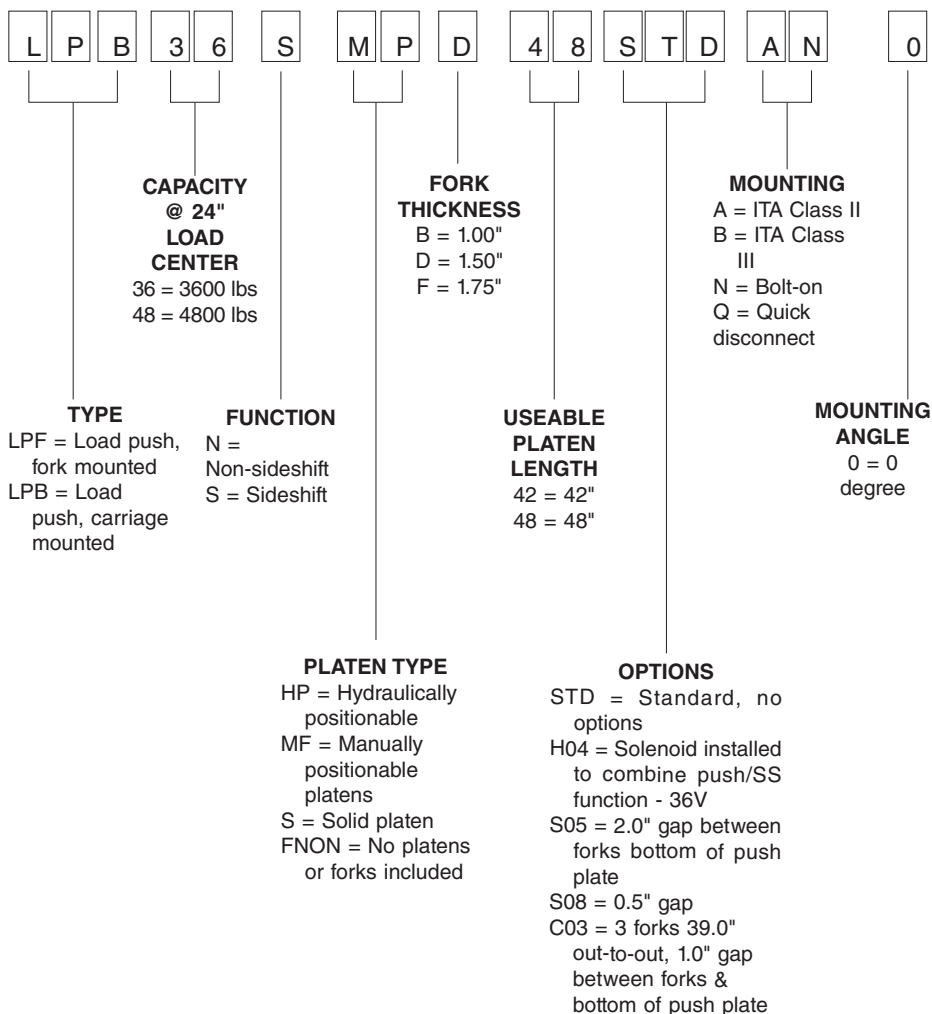 L P B 3 6 S M P D 4 8 S T D A N 0
CAPACITY
@ 24"
LOAD
CENTER
36 = 3600 lbs
48 = 4800 lbs
FORK
THICKNESS
B = 1.00"
D = 1.50"
F = 1.75"
MOUNTING
A = ITA Class II
B = ITA Class
III
N = Bolt-on
Q = Quick
disconnect
TYPE
LPF = Load push,
fork mounted
LPB = Load
push, carriage
mounted
FUNCTION
N =
Non-sideshift
S = Sideshift
USEABLE
PLATEN
LENGTH
42 = 42"
48 = 48"
MOUNTING
ANGLE
0 = 0
degree
PLATEN TYPE
HP = Hydraulically
positionable
MF = Manually
positionable
platens
S = Solid platen
FNON = No platens
or forks included
OPTIONS
STD = Standard, no
options
H04 = Solenoid installed
to combine push/SS
function - 36V
S05 = 2.0" gap between
forks bottom of push
plate
S08 = 0.5" gap
C03 = 3 forks 39.0"
out-to-out, 1.0" gap
between forks &
bottom of push plate